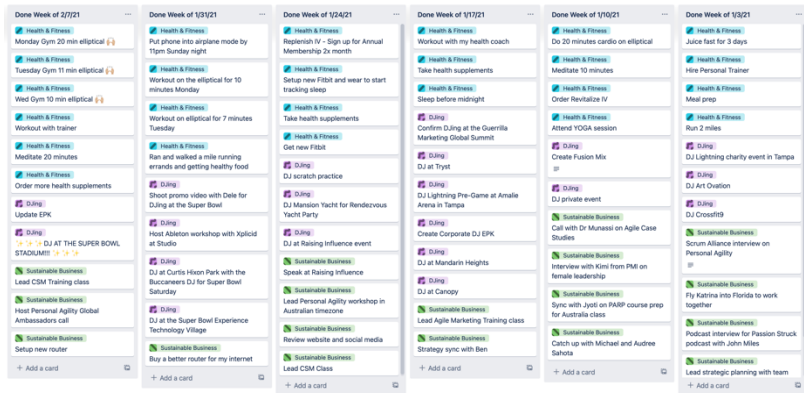 Done Week of 2/7/21
Health & Fitness
Monday Gym 20 min elliptical 🙌🏻
Health & Fitness
Tuesday Gym 11 min elliptical 🙌🏻
Health & Fitness
Wed Gym 10 min elliptical 🙌🏻
Health & Fitness
Workout with trainer
Health & Fitness
Meditate 20 minutes
Health & Fitness
Order more health supplements
DJing
Update EPK
DJing
✨✨✨DJ AT THE SUPER BOWL
STADIUM!!! ✨✨✨
Sustainable Business
Lead CSM Training class
Sustainable Business
Host Personal Agility Global
Ambassadors call
Sustainable Business
Setup new router
+ Add a card
Done Week of 1/31/21
Health & Fitness
Put phone into airplane mode by
11pm Sunday night
Health & Fitness
Workout on the elliptical for 10
minutes Monday
Health & Fitness
Workout on elliptical for 7 minutes
Tuesday
Health & Fitness
Ran and walked a mile running
errands and getting healthy food
DJing
Shoot promo video with Dele for
DJing at the Super Bowl
DJing
Host Ableton workshop with Xplicid
at Studio
DJing
DJ at Curtis Hixon Park with the
Buccaneers DJ for Super Bowl
Saturday
DJing
DJ at the Super Bowl Experience
Technology Village
Sustainable Business
Buy a better router for my internet
+ Add a card
Done Week of 1/24/21
Health & Fitness
Replenish IV - Sign up for Annual
Membership 2x month
Health & Fitness
Setup new Fitbit and wear to start
tracking sleep
Health & Fitness
Take health supplements
Health & Fitness
Get new Fitbit
DJing
DJ scratch practice
DJing
DJ Mansion Yacht for Rendezvous
Yacht Party
DJing
DJ at Raising Influence event
Sustainable Business
Speak at Raising Influence
Sustainable Business
Lead Personal Agility workshop in
Australian timezone
Sustainable Business
Review website and social media
Sustainable Business
Lead CSM Class
+ Add a card
Done Week of 1/17/21
Health & Fitness
Workout with my health coach
Health & Fitness
Take health supplements
Health & Fitness
Sleep before midnight
DJing
Confirm DJing at the Guerrilla
Marketing Global Summit
DJing
DJ at Tryst
DJing
DJ Lightning Pre-Game at Amalie
Arena in Tampa
DJing
Create Corporate DJ EPK
DJing
DJ at Mandarin Heights
DJing
DJ at Canopy
Sustainable Business
Lead Agile Marketing Training class
Sustainable Business
Strategy sync with Ben
+ Add a card
Done Week of 1/10/21
Health & Fitness
Do 20 minutes cardio on elliptical
Health & Fitness
Meditate 10 minutes
Health & Fitness
Order Revitalize IV
Health & Fitness
Attend YOGA session
DJing
Create Fusion Mix
DJing
DJ private event
Sustainable Business
Call with Dr Munassi on Agile Case
Studies
Sustainable Business
Interview with Kimi from PMI on
female leadership
Sustainable Business
Sync with Jyoti on PARP course prep
for Australia class
Sustainable Business
Catch up with Michael and Audree
Sahota
+ Add a card
Done Week of 1/3/21
Health & Fitness
Juice fast for 3 days
Health & Fitness
Hire Personal Trainer
Health & Fitness
Meal prep
Health & Fitness
Run 2 miles
DJing
DJ Lightning charity event in Tampa
DJing
DJ Art Ovation
DJing
DJ Crossfit9
Sustainable Business
Scrum Alliance interview on
Personal Agility
Sustainable Business
Fly Katrina into Florida to work
together
Sustainable Business
Podcast interview for Passion Struck
podcast with John Miles
Sustainable Business
Lead strategic planning with team
+ Add a card